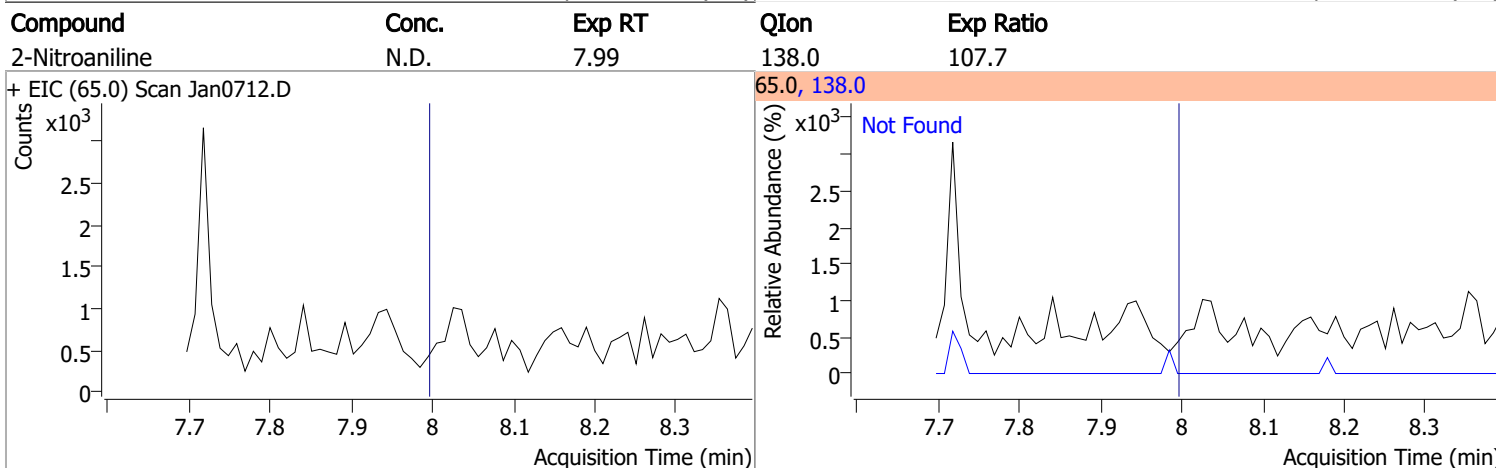 Compound Conc. Exp RT QIon Exp Ratio
2-Nitroaniline N.D. 7.99 138.0 107.7
+ EIC (65.0) Scan Jan0712.D
Counts
x103
2.5
2
1.5
1
0.5
0
7.7 7.8 7.9 8 8.1 8.2 8.3
Acquisition Time (min)
65.0, 138.0
Relative Abundance (%)
x103
Not Found
2.5
2
1.5
1
0.5
0
7.7 7.8 7.9 8 8.1 8.2 8.3
Acquisition Time (min)